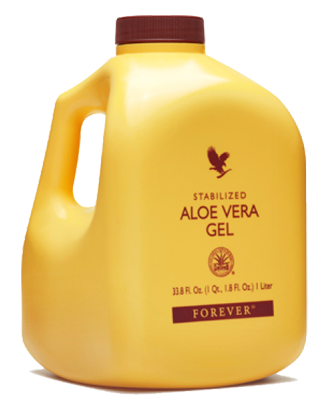 STABILIZED
ALOE VERA
GEL
33.8 Fl. Oz. (1 Qt., 1.8 Fl. Oz.) 1 Liter
FOREVER®